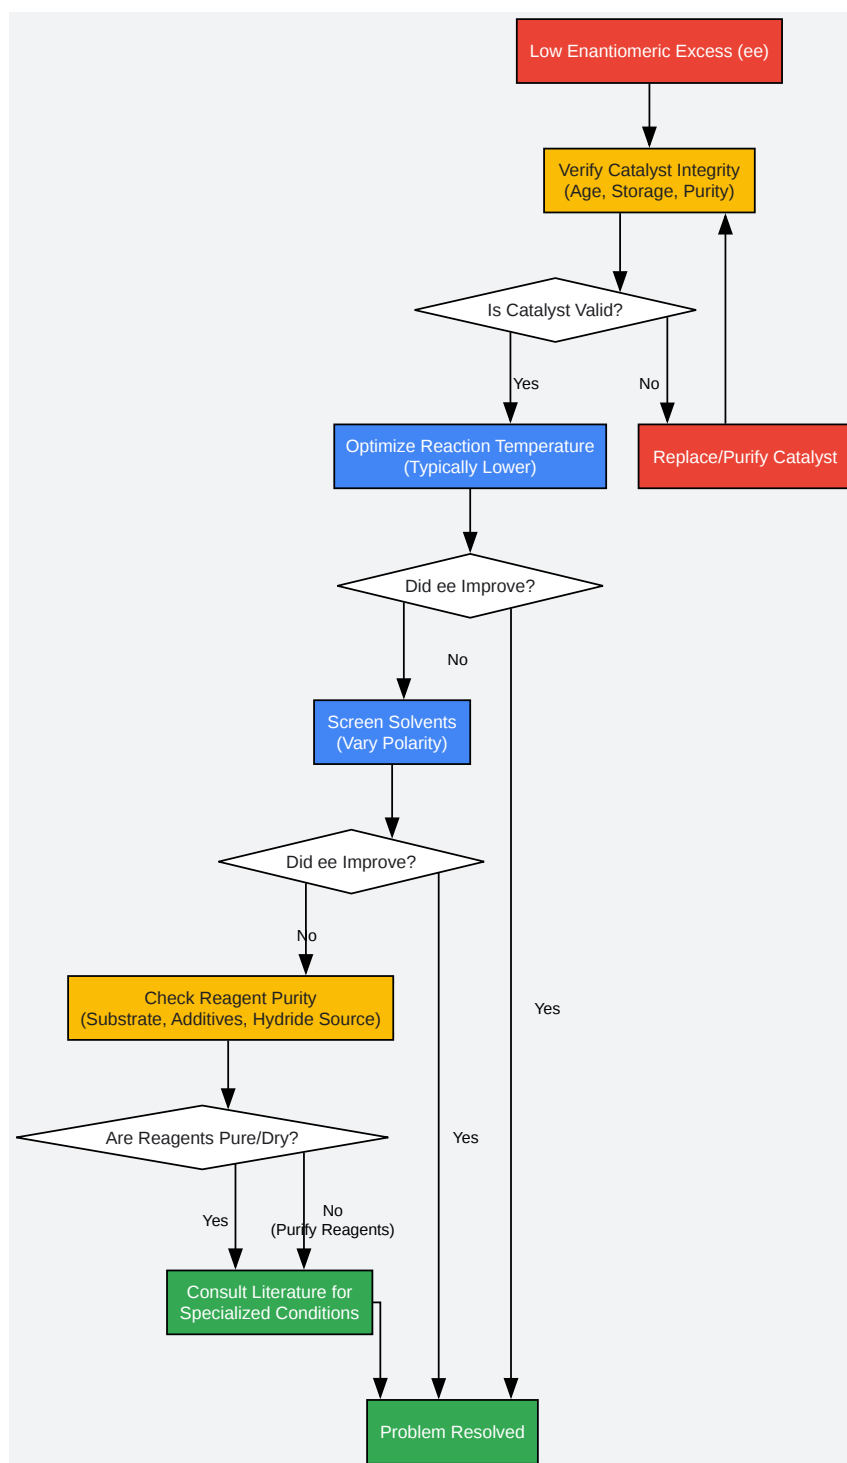 Low Enantiomeric Excess (ee)
Verify Catalyst Integrity
(Age, Storage, Purity)
Is Catalyst Valid?
Yes
No
Optimize Reaction Temperature
(Typically Lower)
Replace/Purify Catalyst
Did ee Improve?
No
Screen Solvents
(Vary Polarity)
Did ee Improve?
No
Check Reagent Purity
(Substrate, Additives, Hydride Source)
Yes
Are Reagents Pure/Dry?
Yes
Yes
No
(Purify Reagents)
Consult Literature for
Specialized Conditions
Problem Resolved